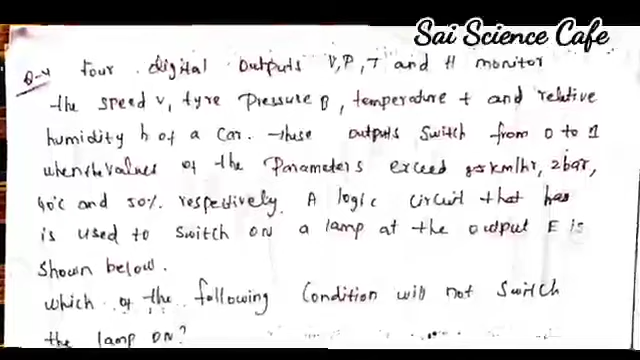 Sai Science Cafe
Q-4 Four digital outputs V, P, T and H monitor
the speed v, tyre Pressure P, temperature t and relative
humidity h of a car. These outputs switch from 0 to 1
when the values of the Parameters exceed km/hr, 2bar,
40°C and 50% respectively. A logic circuit that has
is used to switch ON a lamp at the output E is
shown below.
which of the following Condition will not switch
the lamp ON?